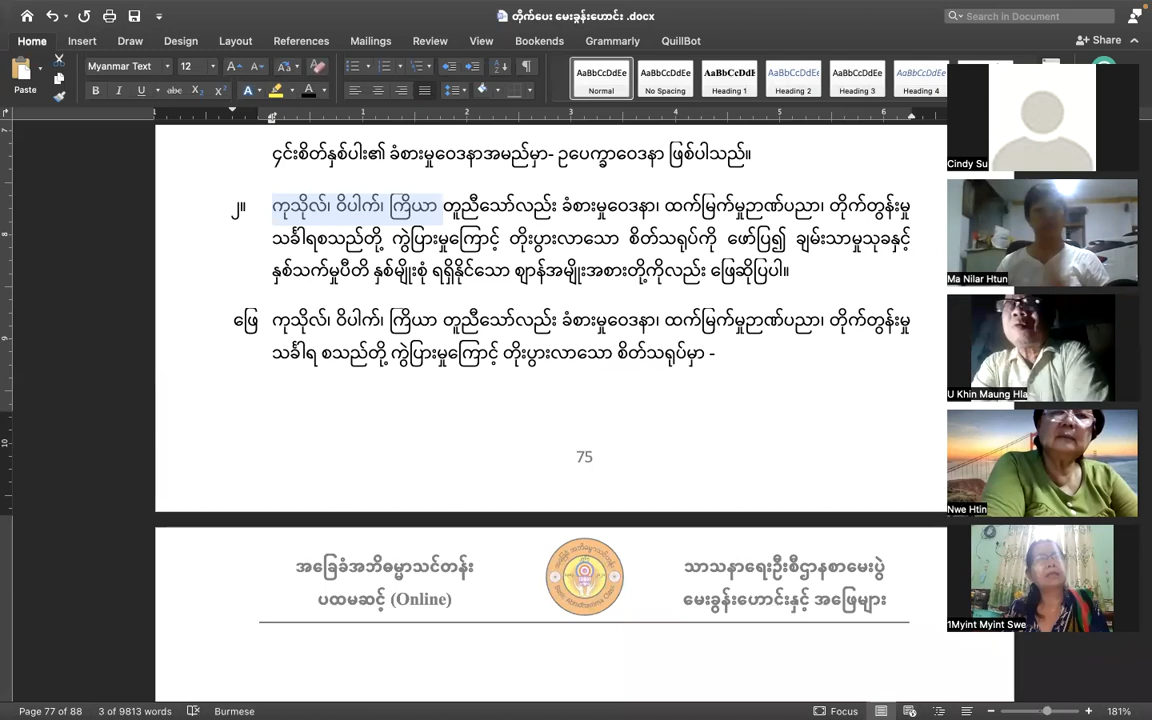 တိုက်ပေး မေးခွန်းဟောင်း .docx
Search in Document
Home Insert Draw Design Layout References Mailings Review View Bookends Grammarly QuillBot
Share
Paste
Myanmar Text 12
AaBbCcDdEe AaBbCcDdEe AaBbCcDdE AaBbCcDdEe AaBbCcDdEe AaBbCcDdEe
Normal No Spacing Heading 1 Heading 2 Heading 3 Heading 4
၄င်းစိတ်နှစ်ပါး၏ ခံစားမှုဝေဒနာအမည်မှာ- ဥပေက္ခာဝေဒနာ ဖြစ်ပါသည်။
၂။ ကုသိုလ်၊ ဝိပါက်၊ ကြိယာ တူညီသော်လည်း ခံစားမှုဝေဒနာ၊ ထက်မြက်မှုဉာဏ်ပညာ၊ တိုက်တွန်းမှု
သင်္ခါရစသည်တို့ ကွဲပြားမှုကြောင့် တိုးပွားလာသော စိတ်သရုပ်ကို ဖော်ပြ၍ ချမ်းသာမှုသုခနှင့်
နှစ်သက်မှုပီတိ နှစ်မျိုးစုံ ရရှိနိုင်သော ဈာန်အမျိုးအစားတို့ကိုလည်း ဖြေဆိုပြပါ။
ဖြေ ကုသိုလ်၊ ဝိပါက်၊ ကြိယာ တူညီသော်လည်း ခံစားမှုဝေဒနာ၊ ထက်မြက်မှုဉာဏ်ပညာ၊ တိုက်တွန်းမှု
သင်္ခါရ စသည်တို့ ကွဲပြားမှုကြောင့် တိုးပွားလာသော စိတ်သရုပ်မှာ -
75
အခြေခံအဘိဓမ္မာသင်တန်း
ပထမဆင့် (Online)
သာသနာရေးဦးစီဌာနစာမေးပွဲ
မေးခွန်းဟောင်းနှင့် အဖြေများ
Cindy Su
Ma Nilar Htun
U Khin Maung Hla
Nwe Htin
1Myint Myint Swe
Page 77 of 88 3 of 9813 words Burmese
Focus 181%